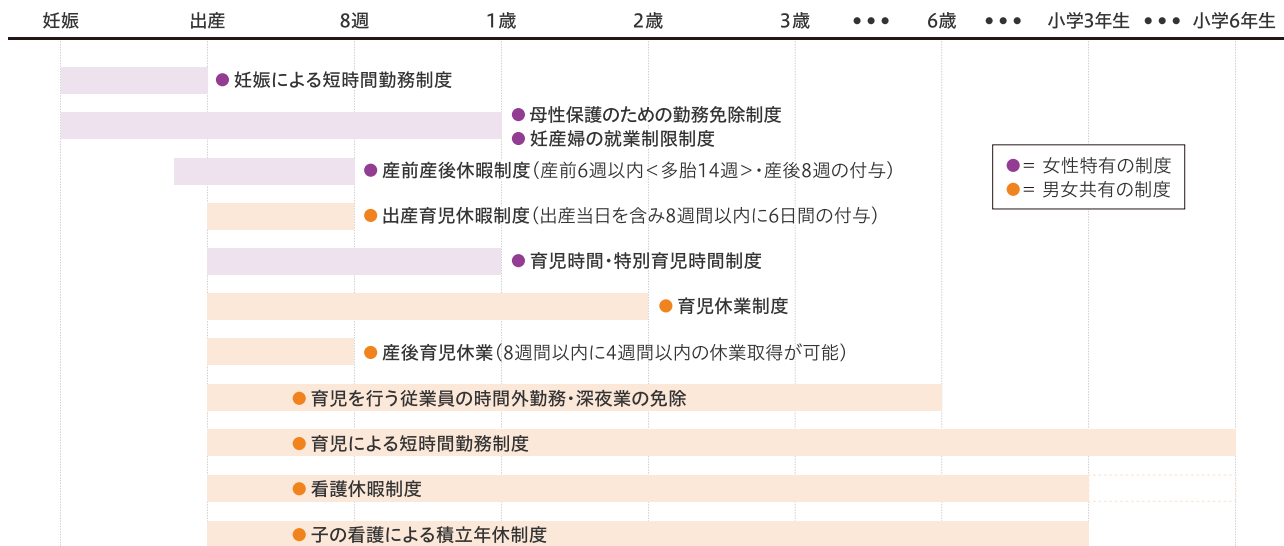 妊娠 出産 8週 1歳 2歳 3歳 ••• 6歳 ••• 小学3年生 ••• 小学6年生
●妊娠による短時間勤務制度
●母性保護のための勤務免除制度
●妊産婦の就業制限制度
●産前産後休暇制度(産前6週以内<多胎14週>・産後8週の付与)
●= 女性特有の制度
●= 男女共有の制度
●出産育児休暇制度(出産当日を含み8週間以内に6日間の付与)
●育児時間・特別育児時間制度
●育児休業制度
●産後育児休業(8週間以内に4週間以内の休業取得が可能)
●育児を行う従業員の時間外勤務・深夜業の免除
●育児による短時間勤務制度
●看護休暇制度
●子の看護による積立年休制度